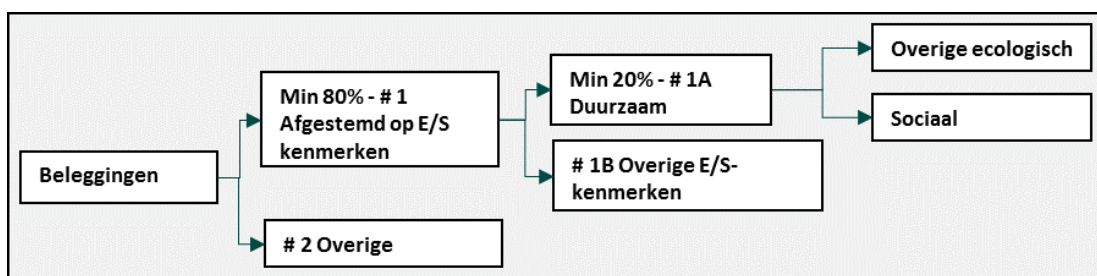 Beleggingen
Min 80% - # 1
Afgestemd op E/S
kenmerken
# 2 Overige
Min 20% - # 1A
Duurzaam
# 1B Overige E/S-
kenmerken
Overige ecologisch
Sociaal